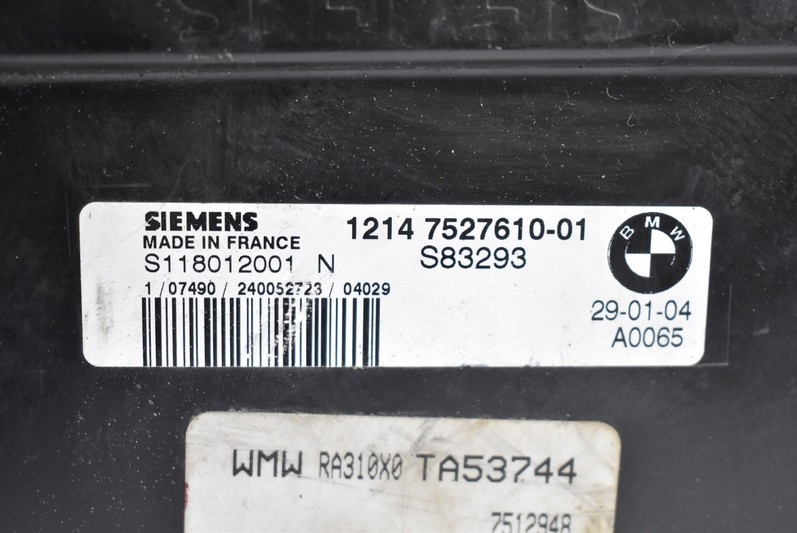 SIEMENS
MADE IN FRANCE
S118012001 N
1 / 07490 / 240052723 / 04029
1214 7527610-01
S83293
BMW
29-01-04
A0065
WMW RA310X0 TA53744
7512948